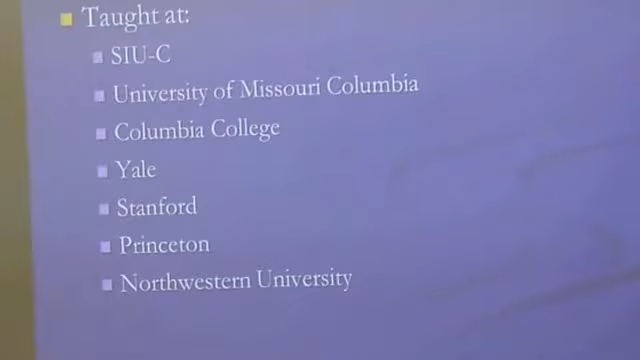 Taught at:
SIU-C
University of Missouri Columbia
Columbia College
Yale
Stanford
Princeton
Northwestern University